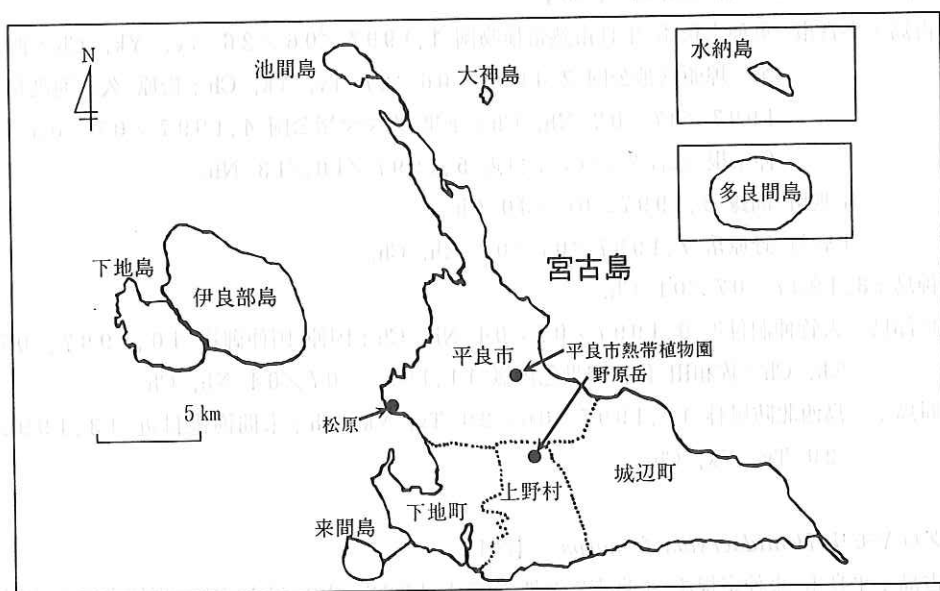 N
池間島
大神島
水納島
多良間島
下地島
伊良部島
宮古島
平良市
平良市熱帯植物園
野原岳
5 km
松原
上野村
城辺町
下地町
来間島